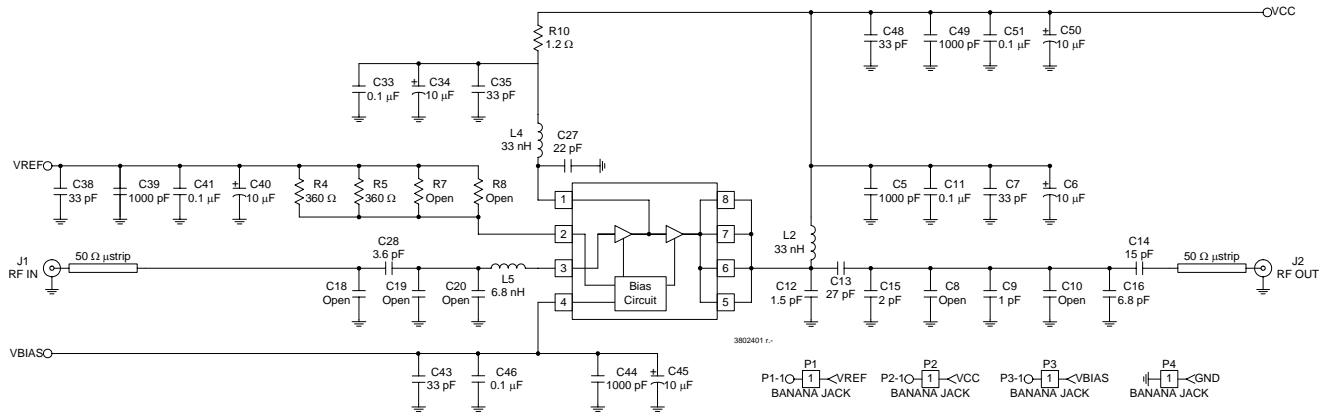 VCC
R10
1.2 Ω
C48
33 pF
C49
1000 pF
C51
0.1 µF
+
C50
10 µF
C33
0.1 µF
+
C34
10 µF
C35
33 pF
L4
33 nH
C27
22 pF
VREF
C38
33 pF
C39
1000 pF
C41
0.1 µF
+
C40
10 µF
R4
360 Ω
R5
360 Ω
R7
Open
R8
Open
C5
1000 pF
C11
0.1 µF
C7
33 pF
+
C6
10 µF
1
2
3
4
8
7
6
5
Bias
Circuit
L2
33 nH
J1
RF IN
50 Ω µstrip
C28
3.6 pF
L5
6.8 nH
C18
Open
C19
Open
C20
Open
C12
1.5 pF
C13
27 pF
C15
2 pF
C8
Open
C9
1 pF
C10
Open
C16
6.8 pF
C14
15 pF
50 Ω µstrip
J2
RF OUT
3802401 r.-
VBIAS
C43
33 pF
C46
0.1 µF
C44
1000 pF
+
C45
10 µF
P1
P1-1 1 VREF
BANANA JACK
P2
P2-1 1 VCC
BANANA JACK
P3
P3-1 1 VBIAS
BANANA JACK
P4
1 GND
BANANA JACK